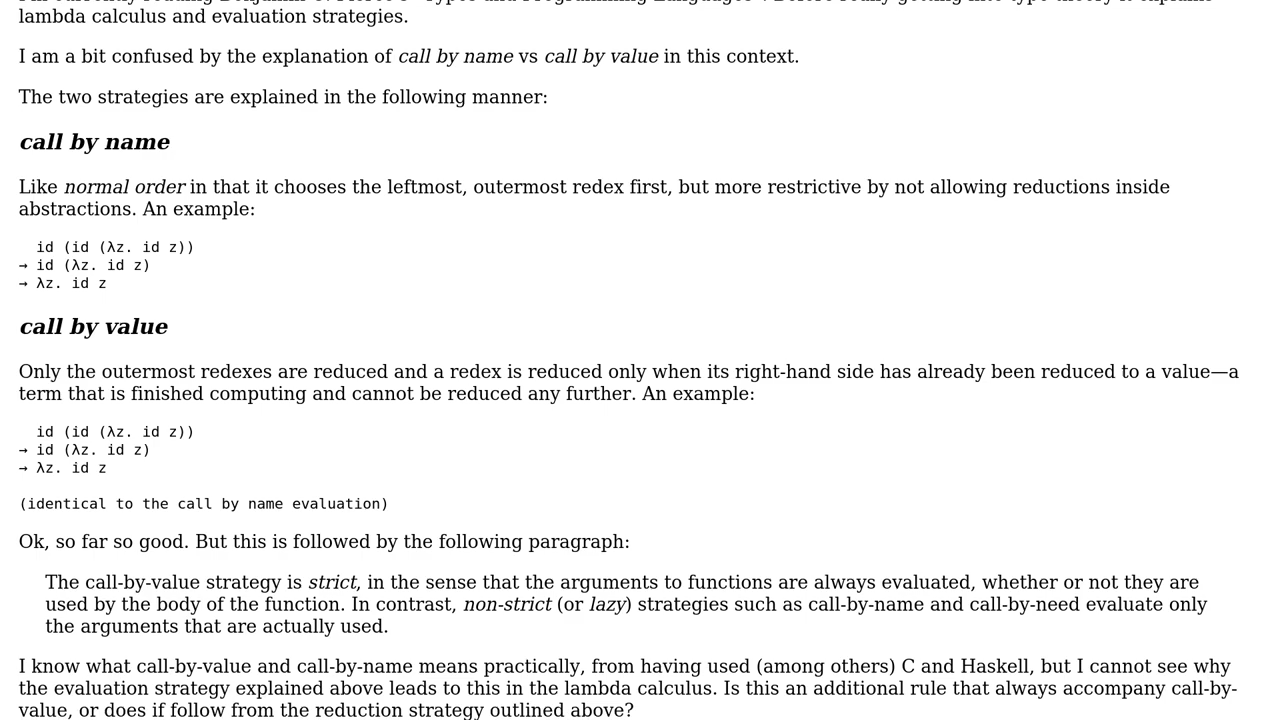 lambda calculus and evaluation strategies.
I am a bit confused by the explanation of call by name vs call by value in this context.
The two strategies are explained in the following manner:
call by name
Like normal order in that it chooses the leftmost, outermost redex first, but more restrictive by not allowing reductions inside
abstractions. An example:
id (id (λz. id z))
→ id (λz. id z)
→ λz. id z
call by value
Only the outermost redexes are reduced and a redex is reduced only when its right-hand side has already been reduced to a value—a
term that is finished computing and cannot be reduced any further. An example:
id (id (λz. id z))
→ id (λz. id z)
→ λz. id z
(identical to the call by name evaluation)
Ok, so far so good. But this is followed by the following paragraph:
The call-by-value strategy is strict, in the sense that the arguments to functions are always evaluated, whether or not they are
used by the body of the function. In contrast, non-strict (or lazy) strategies such as call-by-name and call-by-need evaluate only
the arguments that are actually used.
I know what call-by-value and call-by-name means practically, from having used (among others) C and Haskell, but I cannot see why
the evaluation strategy explained above leads to this in the lambda calculus. Is this an additional rule that always accompany call-by-
value, or does if follow from the reduction strategy outlined above?